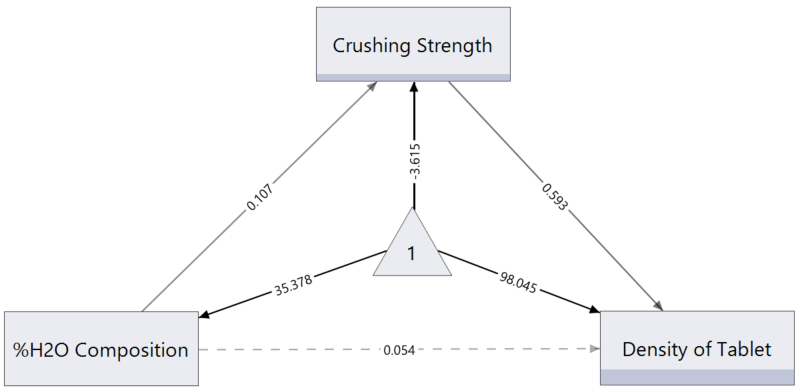 Crushing Strength
-3.615
0.107
0.593
1
35.378
98.045
%H2O Composition
0.054
Density of Tablet